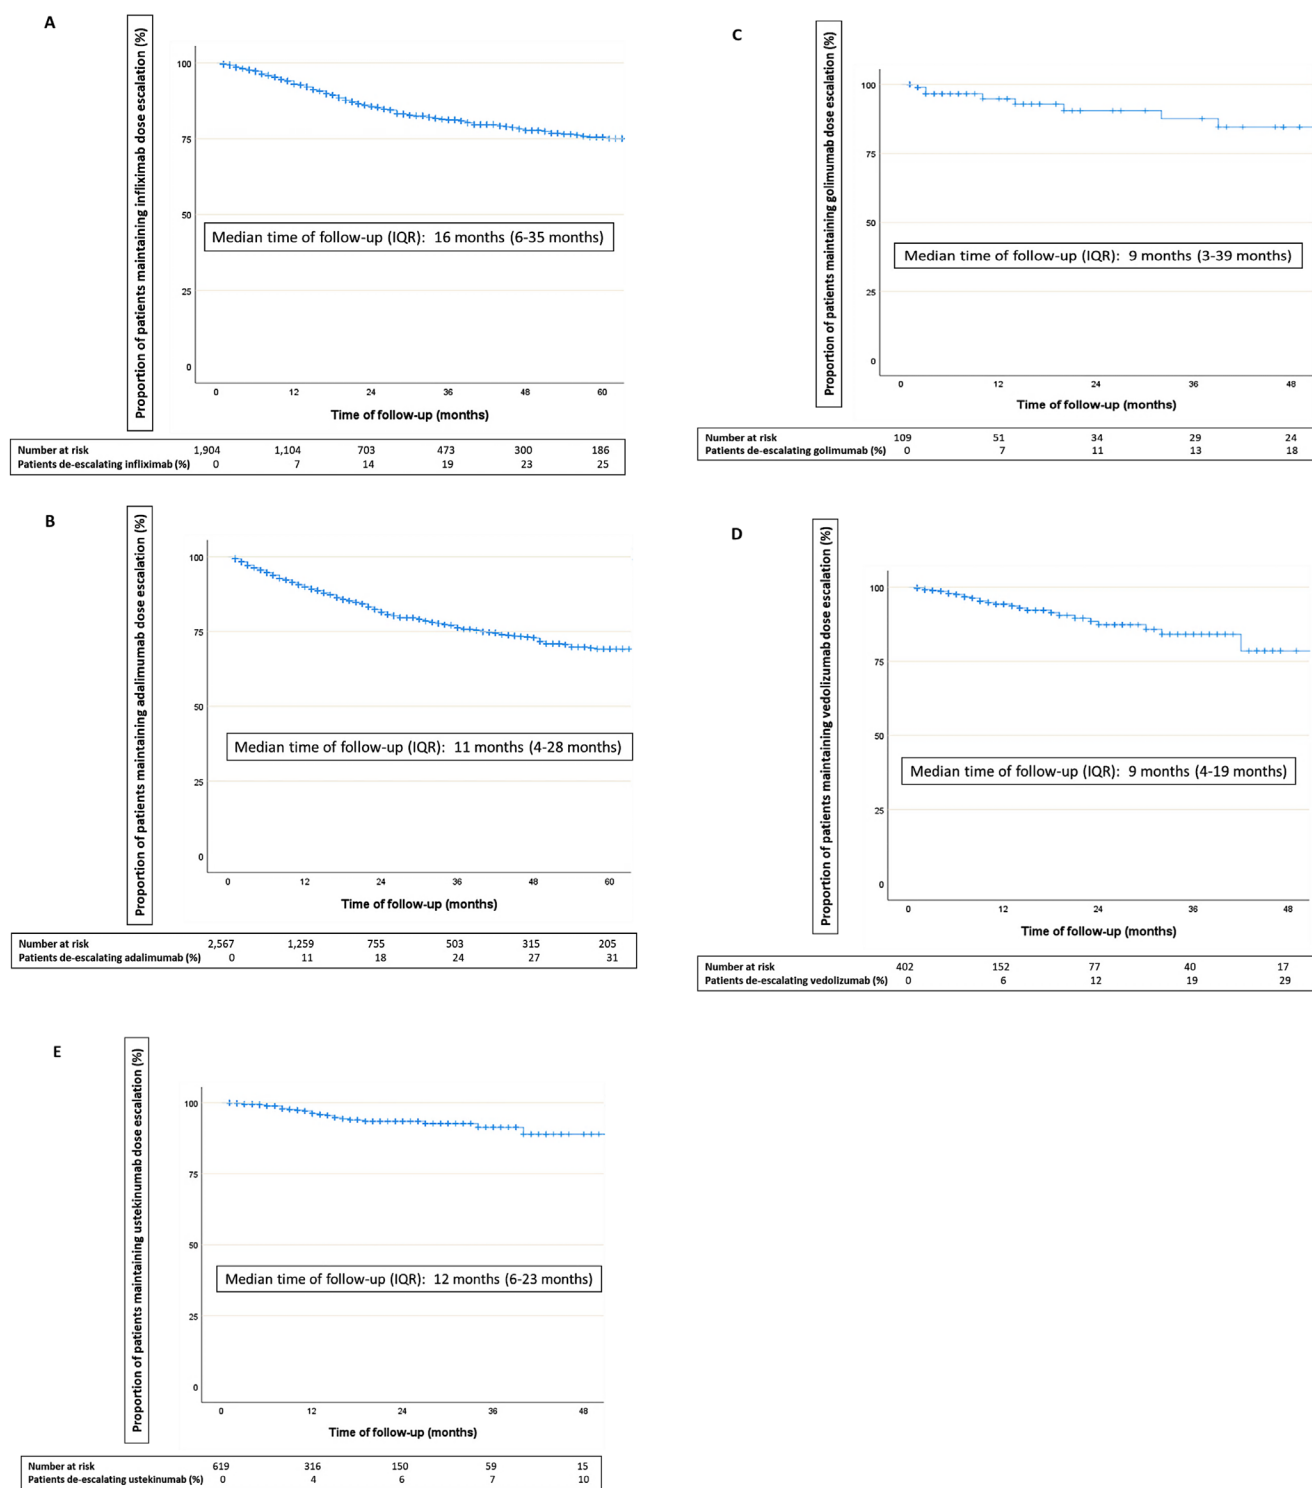 A
Proportion of patients maintaining infliximab dose escalation (%)
100
75
50
25
0
Median time of follow-up (IQR): 16 months (6-35 months)
0 12 24 36 48 60
Time of follow-up (months)
Number at risk 1,904 1,104 703 473 300 186
Patients de-escalating infliximab (%) 0 7 14 19 23 25
B
Proportion of patients maintaining adalimumab dose escalation (%)
100
75
50
25
0
Median time of follow-up (IQR): 11 months (4-28 months)
0 12 24 36 48 60
Time of follow-up (months)
Number at risk 2,567 1,259 755 503 315 205
Patients de-escalating adalimumab (%) 0 11 18 24 27 31
C
Proportion of patients maintaining golimumab dose escalation (%)
100
75
50
25
0
Median time of follow-up (IQR): 9 months (3-39 months)
0 12 24 36 48
Time of follow-up (months)
Number at risk 109 51 34 29 24
Patients de-escalating golimumab (%) 0 7 11 13 18
D
Proportion of patients maintaining vedolizumab dose escalation (%)
100
75
50
25
0
Median time of follow-up (IQR): 9 months (4-19 months)
0 12 24 36 48
Time of follow-up (months)
Number at risk 402 152 77 40 17
Patients de-escalating vedolizumab (%) 0 6 12 19 29
E
Proportion of patients maintaining ustekinumab dose escalation (%)
100
75
50
25
0
Median time of follow-up (IQR): 12 months (6-23 months)
0 12 24 36 48
Time of follow-up (months)
Number at risk 619 316 150 59 15
Patients de-escalating ustekinumab (%) 0 4 6 7 10